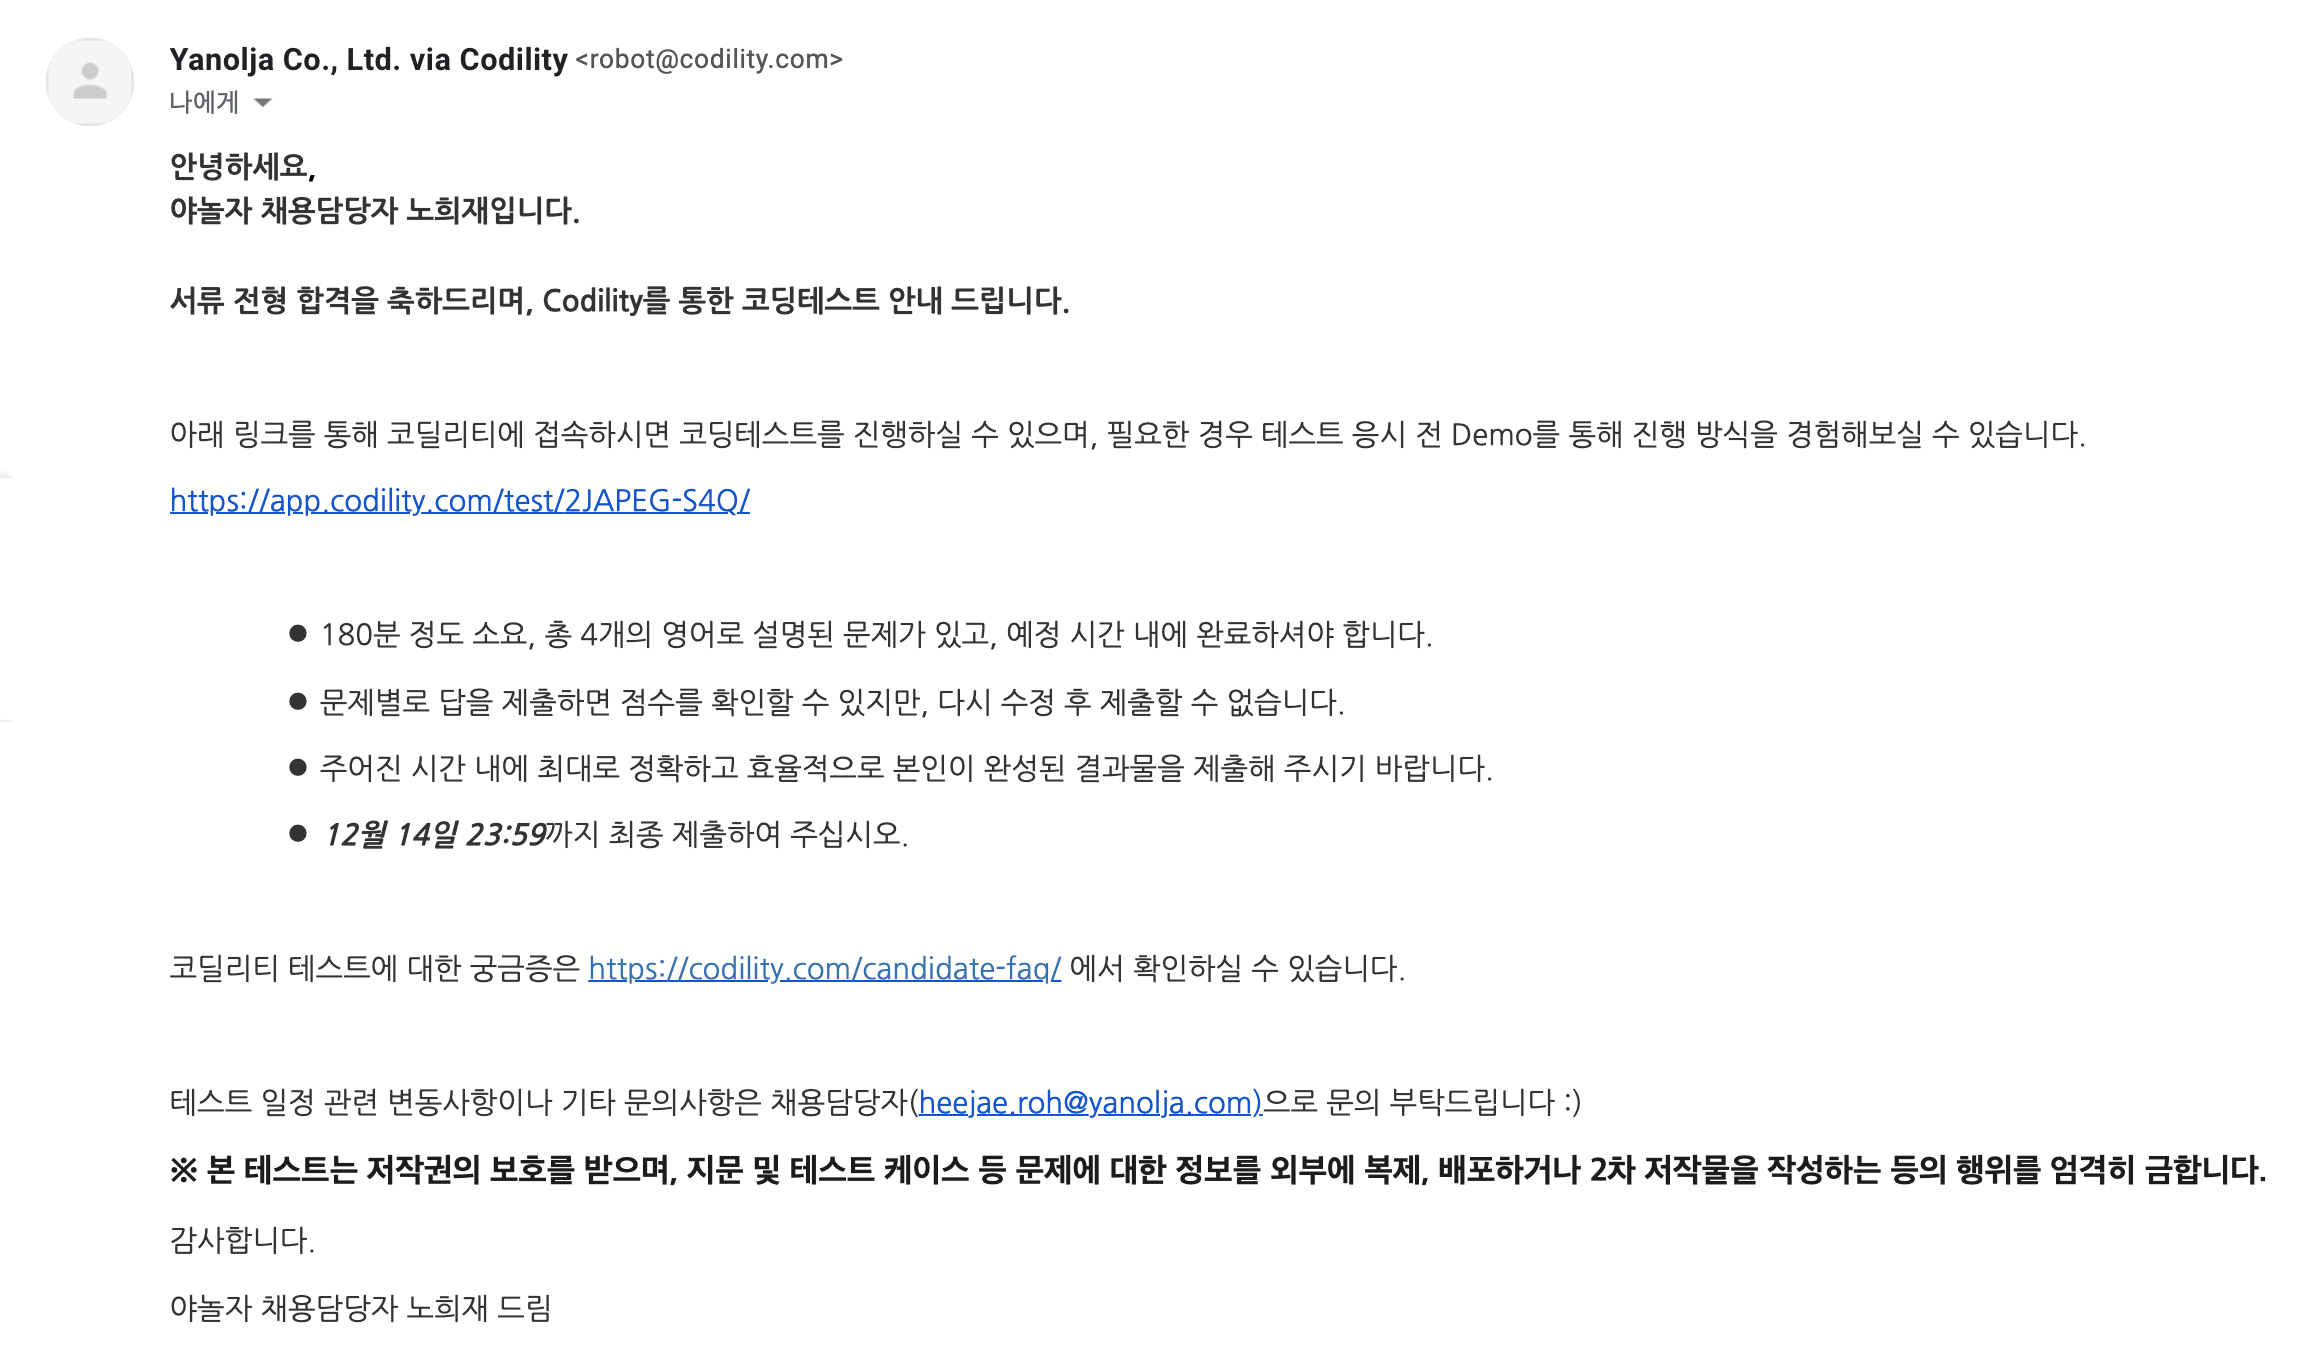 Yanolja Co., Ltd. via Codility <robot@codility.com>
나에게
안녕하세요,
야놀자 채용담당자 노희재입니다.
서류 전형 합격을 축하드리며, Codility를 통한 코딩테스트 안내 드립니다.
아래 링크를 통해 코딜리티에 접속하시면 코딩테스트를 진행하실 수 있으며, 필요한 경우 테스트 응시 전 Demo를 통해 진행 방식을 경험해보실 수 있습니다.
https://app.codility.com/test/2JAPEG-S4Q/
● 180분 정도 소요, 총 4개의 영어로 설명된 문제가 있고, 예정 시간 내에 완료하셔야 합니다.
● 문제별로 답을 제출하면 점수를 확인할 수 있지만, 다시 수정 후 제출할 수 없습니다.
● 주어진 시간 내에 최대로 정확하고 효율적으로 본인이 완성된 결과물을 제출해 주시기 바랍니다.
● 12월 14일 23:59까지 최종 제출하여 주십시오.
코딜리티 테스트에 대한 궁금증은 https://codility.com/candidate-faq/ 에서 확인하실 수 있습니다.
테스트 일정 관련 변동사항이나 기타 문의사항은 채용담당자(heejae.roh@yanolja.com)으로 문의 부탁드립니다 :)
※ 본 테스트는 저작권의 보호를 받으며, 지문 및 테스트 케이스 등 문제에 대한 정보를 외부에 복제, 배포하거나 2차 저작물을 작성하는 등의 행위를 엄격히 금합니다.
감사합니다.
야놀자 채용담당자 노희재 드림